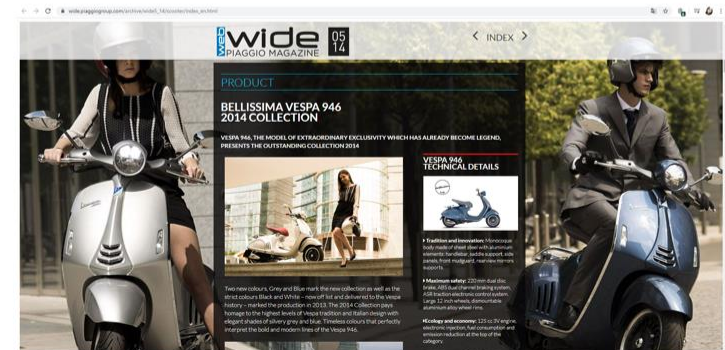 wide.piaggiogroup.com/archive/wide5_14/scooter/index_en.html
web
wide
PIAGGIO MAGAZINE
05
14
INDEX
PRODUCT
BELLISSIMA VESPA 946
2014 COLLECTION
VESPA 946, THE MODEL OF EXTRAORDINARY EXCLUSIVITY WHICH HAS ALREADY BECOME LEGEND,
PRESENTS THE OUTSTANDING COLLECTION 2014
Two new colours, Grey and Blue mark the new collection as well as the
strict colours Black and White – now off list and delivered to the Vespa
history – marked the production in 2013. The 2014 Collection pays
homage to the highest levels of Vespa tradition and Italian design with
elegant shades of silvery grey and blue. Timeless colours that perfectly
interpret the bold and modern lines of the Vespa 946.
VESPA 946
TECHNICAL DETAILS
Tradition and innovation: Monocoque
body made of sheet steel with aluminium
elements: handlebar, saddle support, side
panels, front mudguard, rearview mirrors
supports.
Maximum safety: 220 mm dual disc
brake, ABS dual channel braking system,
ASR traction electronic control system.
Large 12 inch wheels, dismountable
aluminium alloy wheel rims.
Ecology and economy: 125 cc 3V engine,
electronic injection, fuel consumption and
emission reduction at the top of the
category.